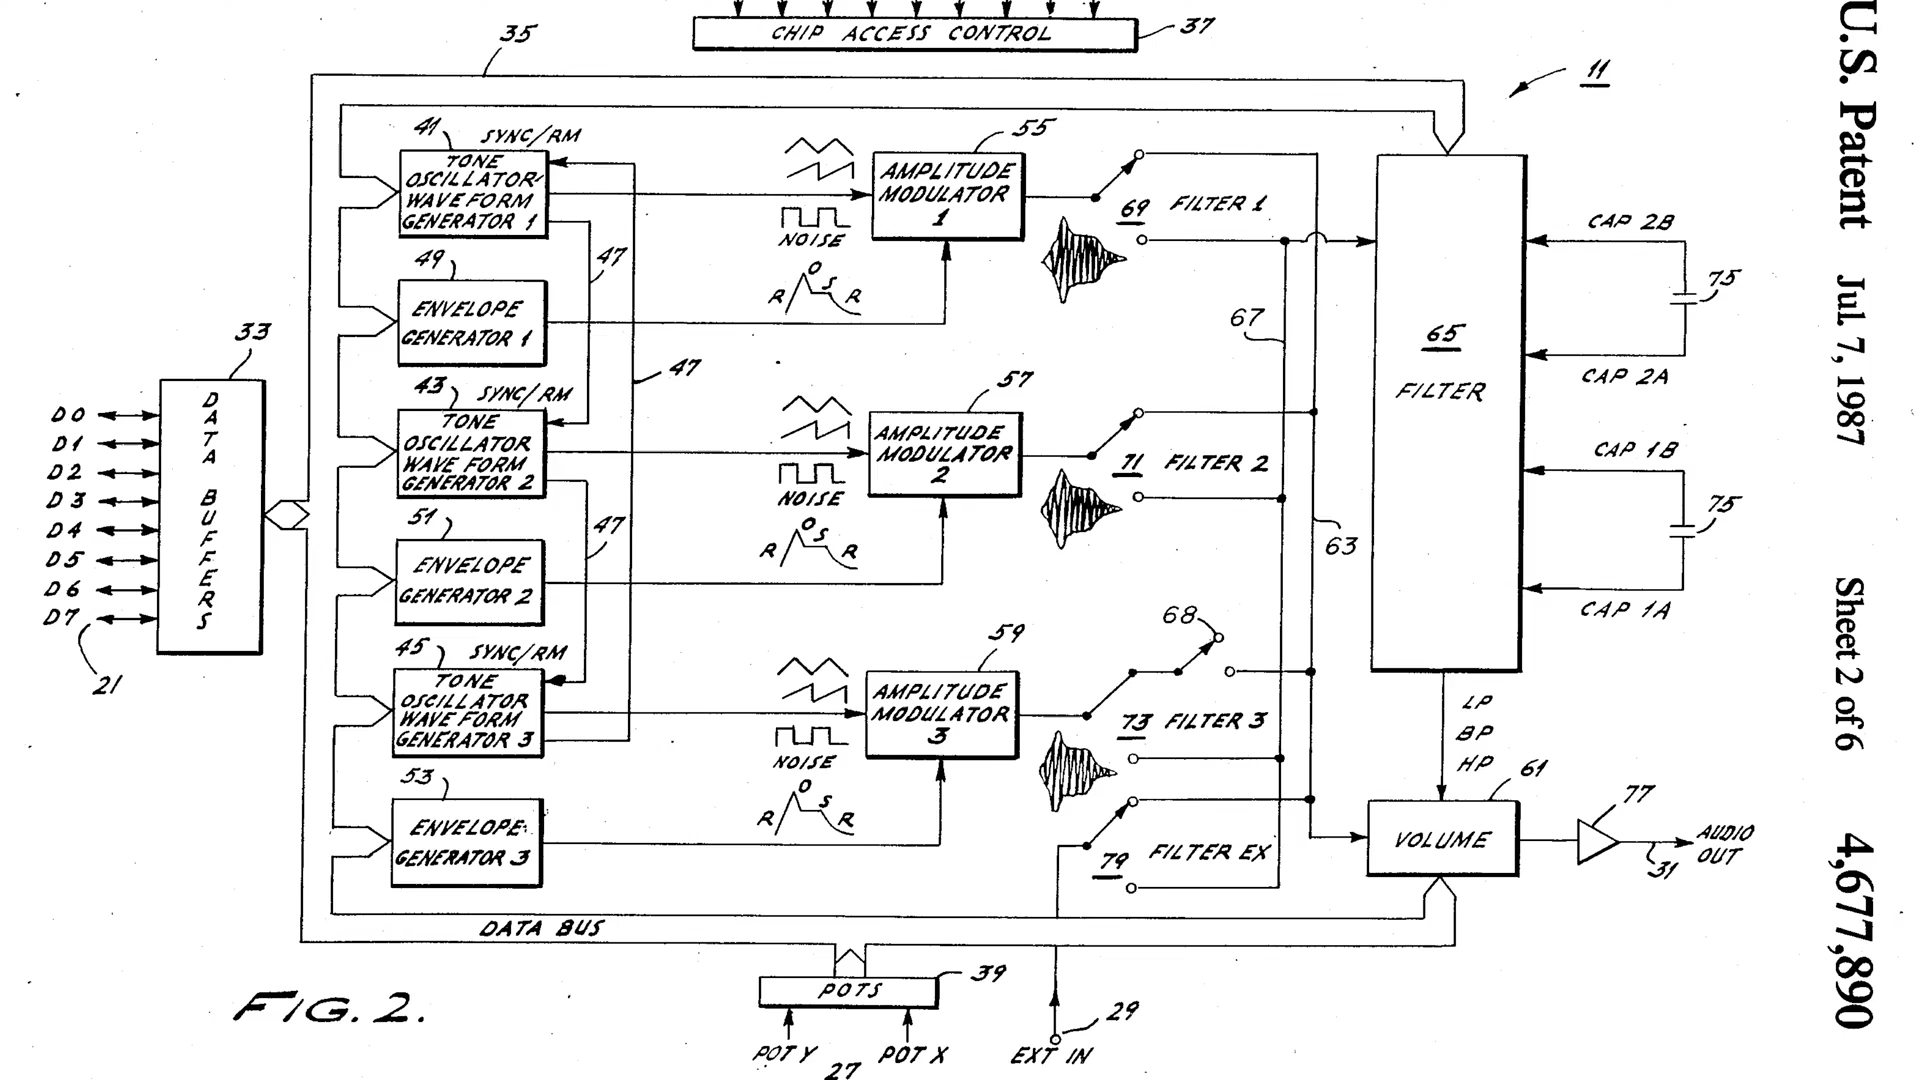 CHIP ACCESS CONTROL
37
35
11
41
SYNC/RM
TONE
OSCILLATOR/
WAVE FORM
GENERATOR 1
47
NOISE
55
AMPLITUDE
MODULATOR
1
69
FILTER 1
49
ENVELOPE
GENERATOR 1
R
O
S
R
67
65
FILTER
CAP 2B
75
CAP 2A
33
DATA BUFFERS
D0
D1
D2
D3
D4
D5
D6
D7
21
43
SYNC/RM
TONE
OSCILLATOR
WAVE FORM
GENERATOR 2
47
47
NOISE
57
AMPLITUDE
MODULATOR
2
71
FILTER 2
63
CAP 1B
75
CAP 1A
51
ENVELOPE
GENERATOR 2
R
O
S
R
45
SYNC/RM
TONE
OSCILLATOR
WAVE FORM
GENERATOR 3
NOISE
59
AMPLITUDE
MODULATOR
3
68
73
FILTER 3
LP
BP
HP
53
ENVELOPE
GENERATOR 3
R
O
S
R
79
FILTER EX
61
VOLUME
77
31
AUDIO
OUT
DATA BUS
POTS
39
POT Y
27
POT X
EXT IN
29
FIG. 2.
U.S. Patent Jul. 7, 1987 Sheet 2 of 6 4,677,890